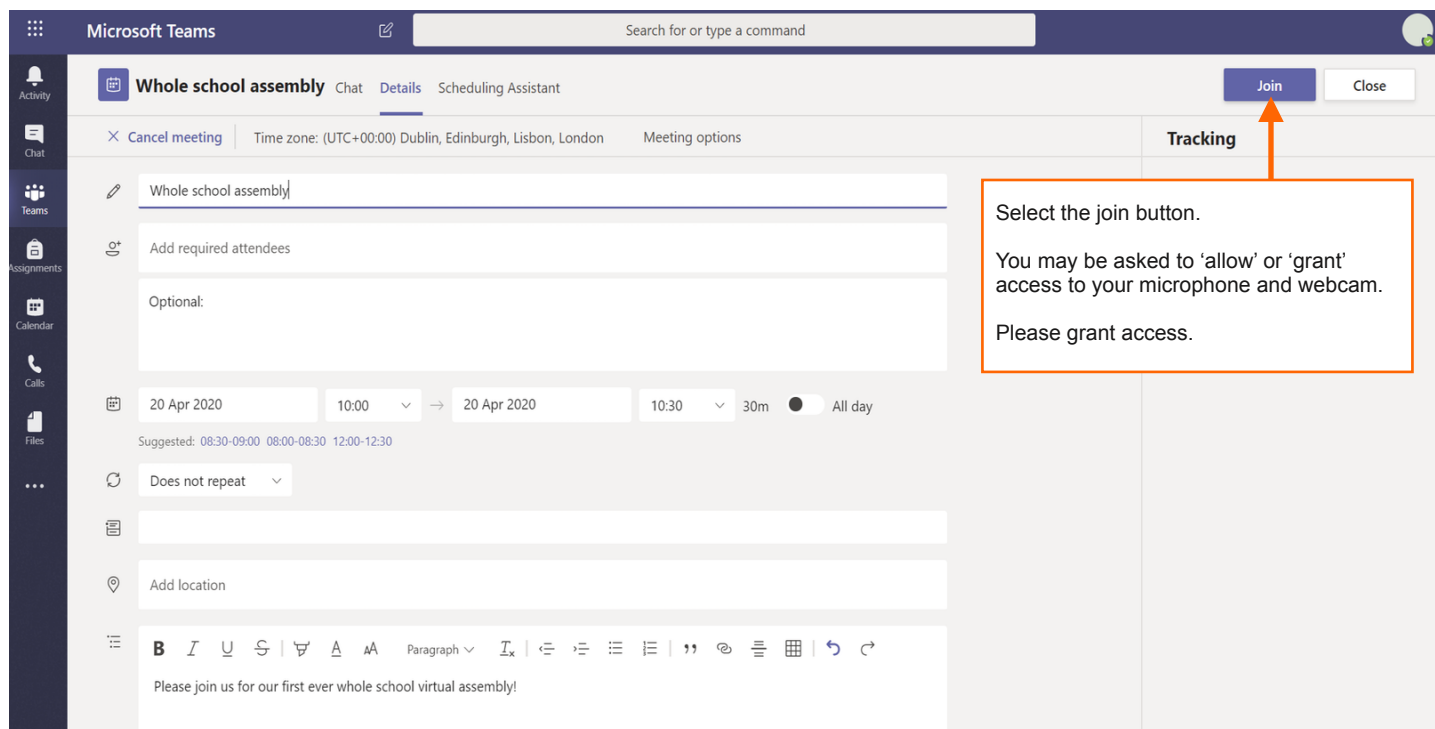 Microsoft Teams
Search for or type a command
Activity
Chat
Teams
Assignments
Calendar
Calls
Files
Whole school assembly Chat Details Scheduling Assistant
Join Close
Cancel meeting Time zone: (UTC+00:00) Dublin, Edinburgh, Lisbon, London Meeting options
Tracking
Whole school assembly
Add required attendees
Optional:
20 Apr 2020 10:00 → 20 Apr 2020 10:30 30m All day
Suggested: 08:30-09:00 08:00-08:30 12:00-12:30
Does not repeat
Add location
B I U S A AA Paragraph Ix
Please join us for our first ever whole school virtual assembly!
Select the join button.
You may be asked to ‘allow’ or ‘grant’
access to your microphone and webcam.
Please grant access.